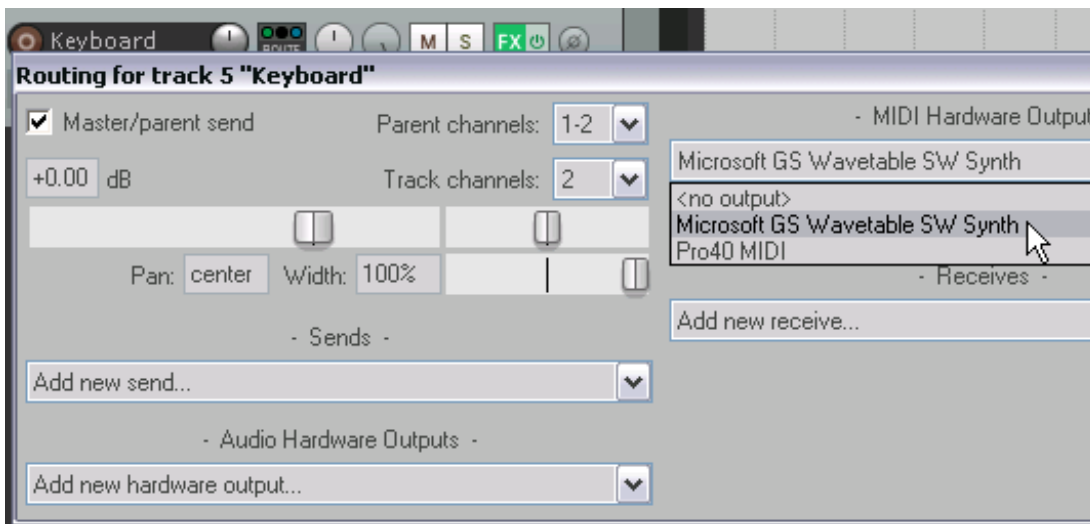 Keyboard
ROUTE
M S FX
Routing for track 5 "Keyboard"
Master/parent send
Parent channels: 1-2
+0.00 dB
Track channels: 2
Pan: center Width: 100%
- Sends -
Add new send...
- Audio Hardware Outputs -
Add new hardware output...
- MIDI Hardware Output
Microsoft GS Wavetable SW Synth
<no output>
Microsoft GS Wavetable SW Synth
Pro40 MIDI
- Receives -
Add new receive...